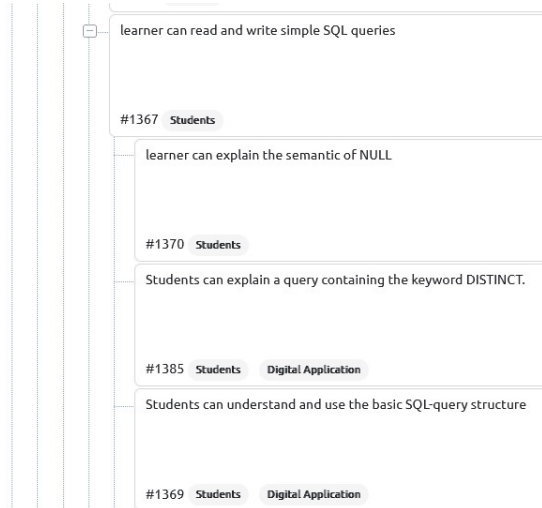 learner can read and write simple SQL queries
#1367 Students
learner can explain the semantic of NULL
#1370 Students
Students can explain a query containing the keyword DISTINCT.
#1385 Students Digital Application
Students can understand and use the basic SQL-query structure
#1369 Students Digital Application